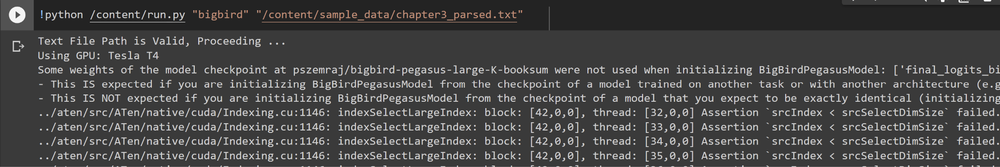 !python /content/run.py "bigbird" "/content/sample_data/chapter3_parsed.txt"
Text File Path is Valid, Proceeding ...
Using GPU: Tesla T4
Some weights of the model checkpoint at pszemraj/bigbird-pegasus-large-K-booksum were not used when initializing BigBirdPegasusModel: ['final_logits_bi
- This IS expected if you are initializing BigBirdPegasusModel from the checkpoint of a model trained on another task or with another architecture (e.g
- This IS NOT expected if you are initializing BigBirdPegasusModel from the checkpoint of a model that you expect to be exactly identical (initializing
../aten/src/ATen/native/cuda/Indexing.cu:1146: indexSelectLargeIndex: block: [42,0,0], thread: [32,0,0] Assertion `srcIndex < srcSelectDimSize` failed.
../aten/src/ATen/native/cuda/Indexing.cu:1146: indexSelectLargeIndex: block: [42,0,0], thread: [33,0,0] Assertion `srcIndex < srcSelectDimSize` failed.
../aten/src/ATen/native/cuda/Indexing.cu:1146: indexSelectLargeIndex: block: [42,0,0], thread: [34,0,0] Assertion `srcIndex < srcSelectDimSize` failed.
../aten/src/ATen/native/cuda/Indexing.cu:1146: indexSelectLargeIndex: block: [42,0,0], thread: [35,0,0] Assertion `srcIndex < srcSelectDimSize` failed.